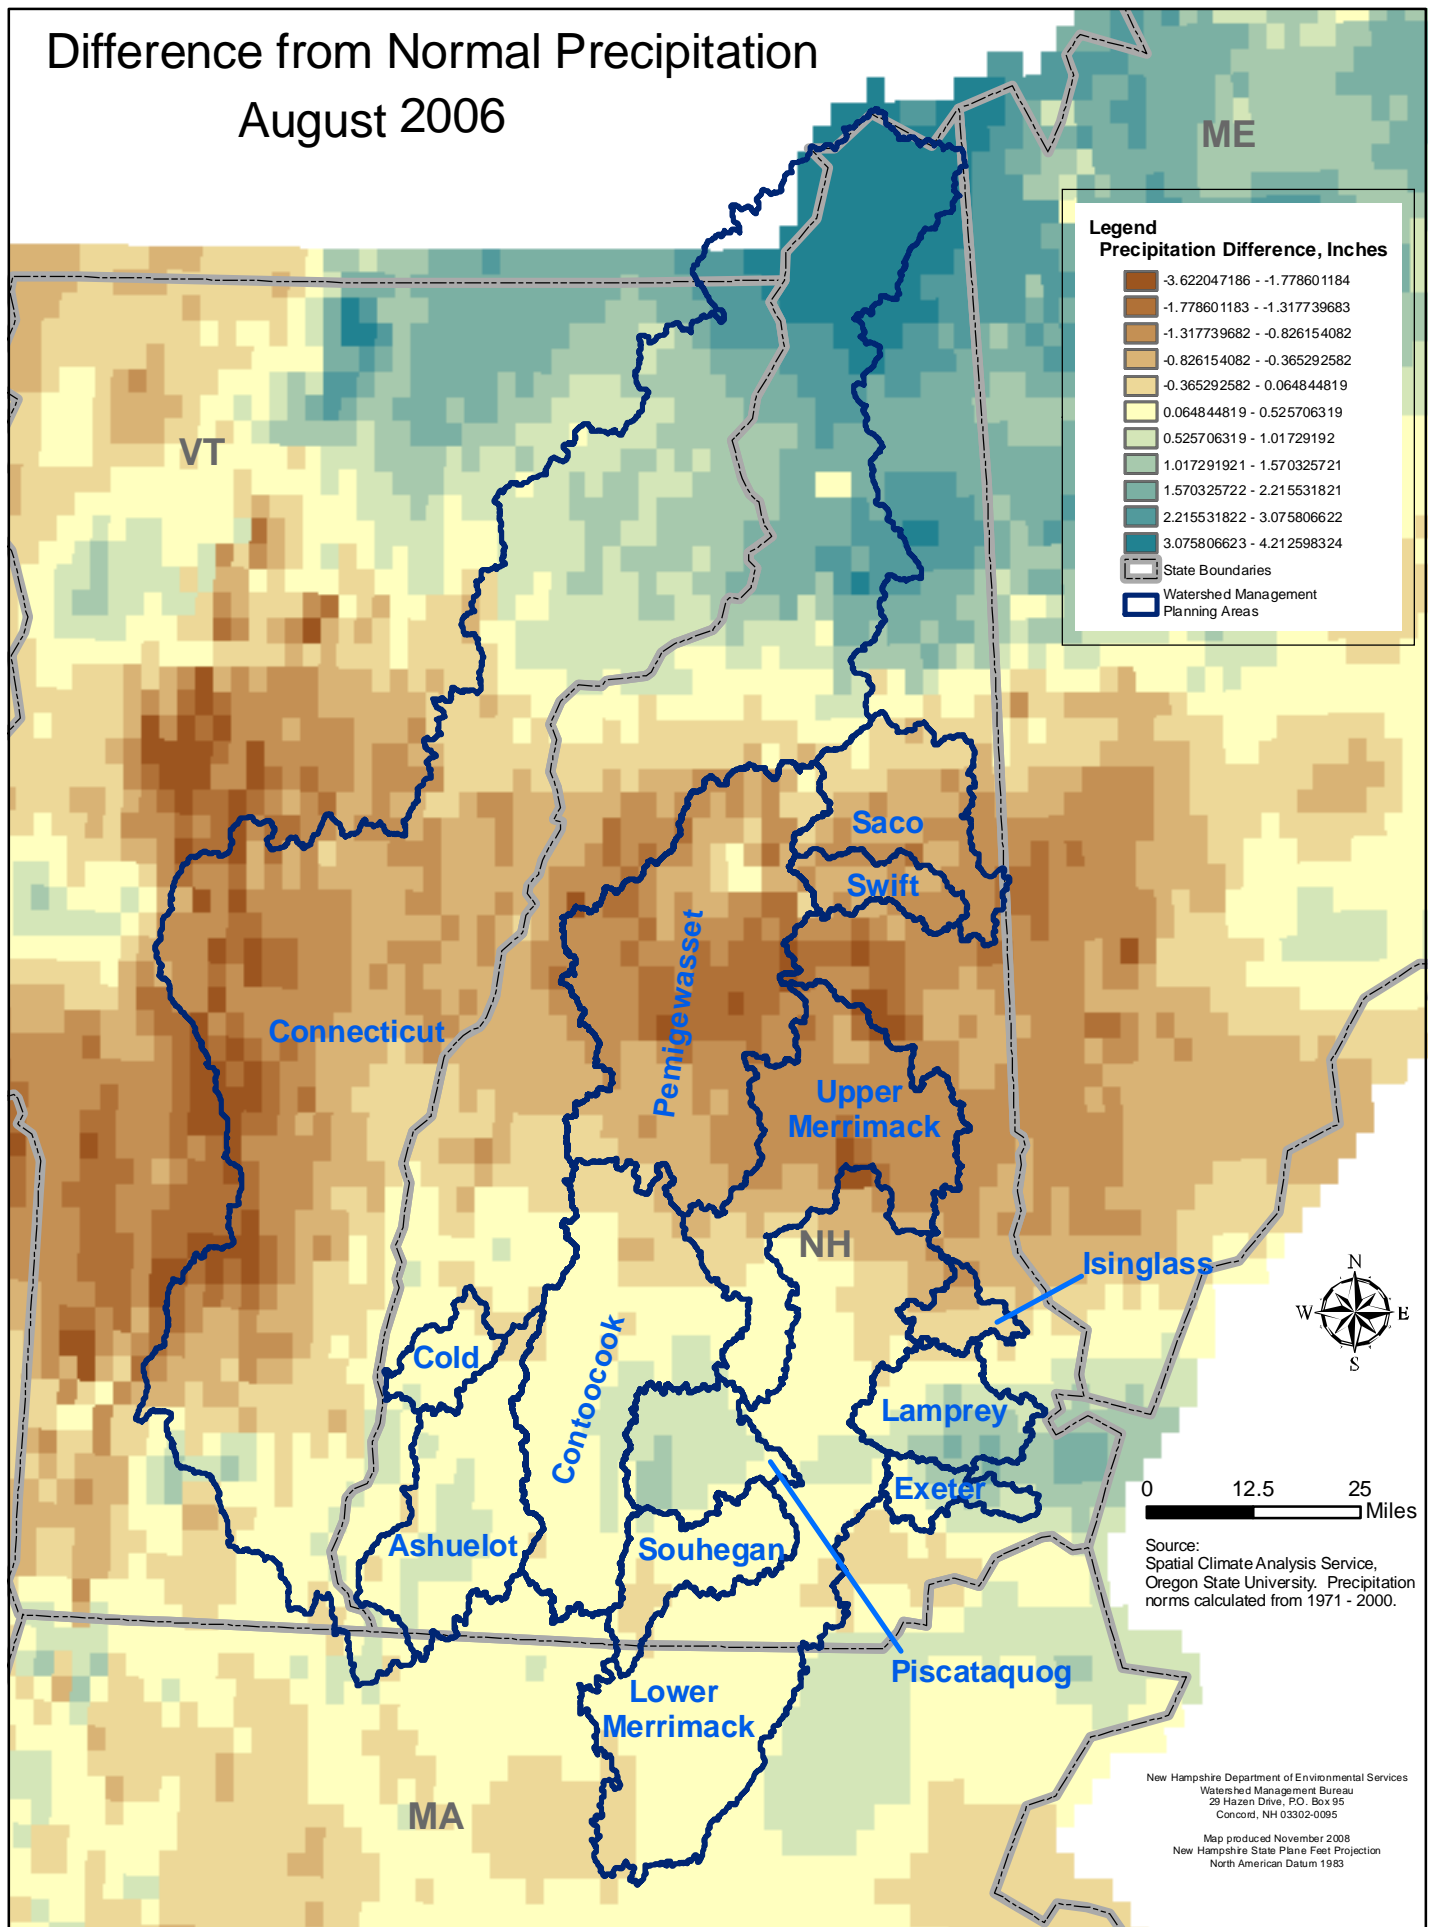 Difference from Normal Precipitation
August 2006
ME
Legend
Precipitation Difference, Inches
-3.622047186 - -1.778601184
-1.778601183 - -1.317739683
-1.317739682 - -0.826154082
-0.826154082 - -0.365292582
-0.365292582 - 0.064844819
0.064844819 - 0.525706319
0.525706319 - 1.01729192
1.017291921 - 1.570325721
1.570325722 - 2.215531821
2.215531822 - 3.075806622
3.075806623 - 4.212598324
State Boundaries
Watershed Management
Planning Areas
VT
Saco
Swift
Pemigewasset
Connecticut
Upper
Merrimack
NH
Isinglass
N
W E
S
Cold
Contoocook
Lamprey
Exeter
0 12.5 25
Miles
Ashuelot
Souhegan
Source:
Spatial Climate Analysis Service,
Oregon State University. Precipitation
norms calculated from 1971 - 2000.
Piscataquog
Lower
Merrimack
MA
New Hampshire Department of Environmental Services
Watershed Management Bureau
29 Hazen Drive, P.O. Box 95
Concord, NH 03302-0095
Map produced November 2008
New Hampshire State Plane Feet Projection
North American Datum 1983